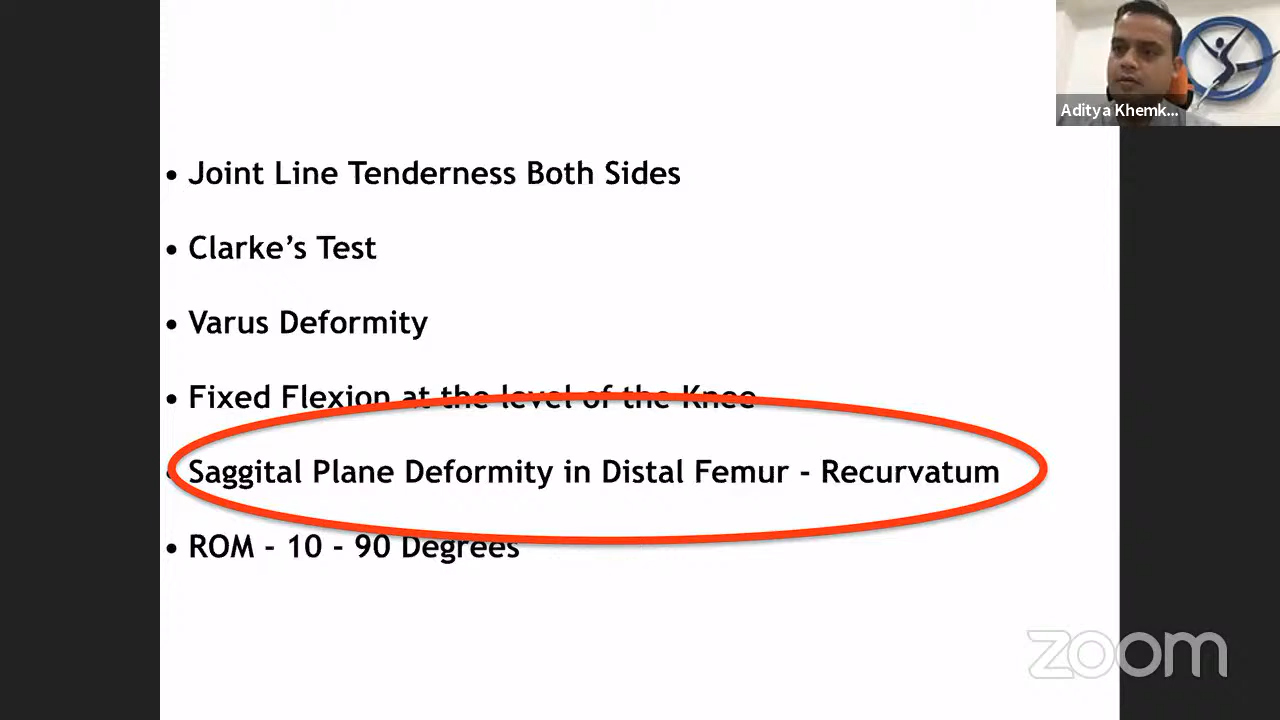 Aditya Khemk...
• Joint Line Tenderness Both Sides
• Clarke's Test
• Varus Deformity
• Fixed Flexion at the level of the Knee
• Saggital Plane Deformity in Distal Femur - Recurvatum
• ROM - 10 - 90 Degrees
zoom